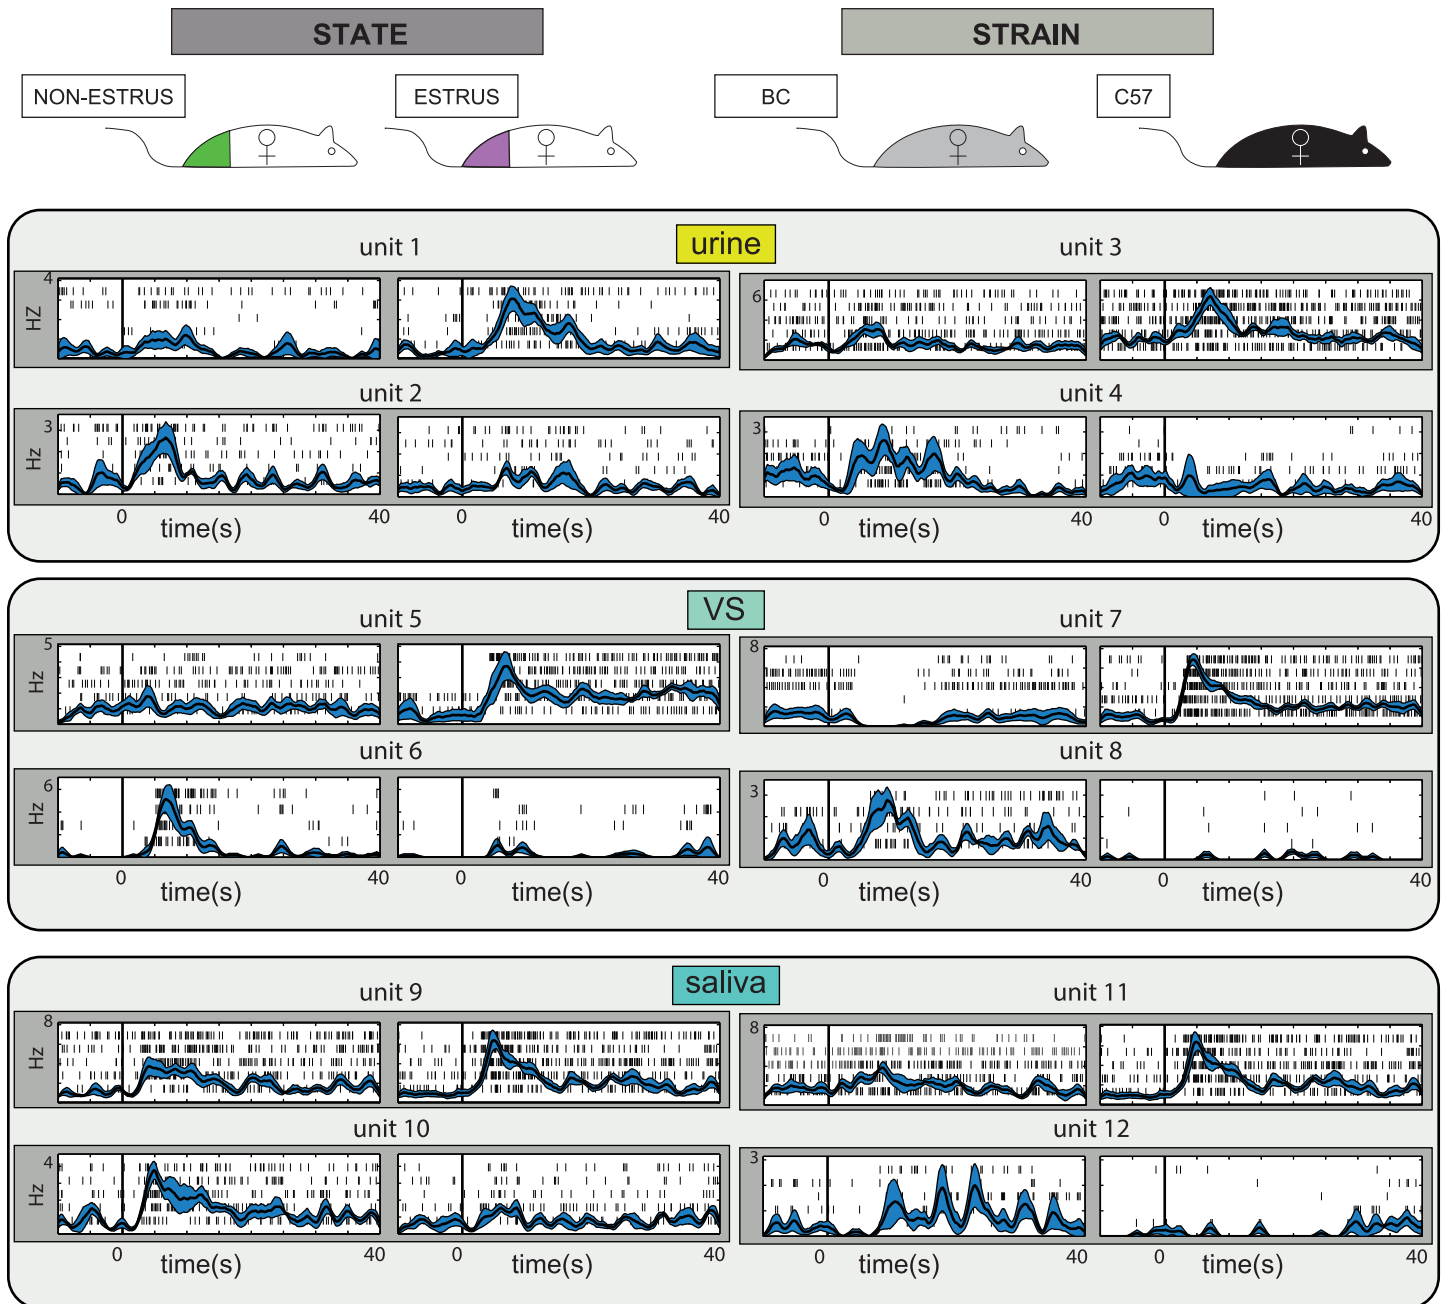 STATE STRAIN
NON-ESTRUS ESTRUS BC C57
urine
unit 1 unit 3
4 6
HZ
unit 2 unit 4
3 3
Hz
0 40 0 40 0 40 0 40
time(s) time(s) time(s) time(s)
VS
unit 5 unit 7
5 8
Hz
unit 6 unit 8
6 3
Hz
0 40 0 40 0 40 0 40
time(s) time(s) time(s) time(s)
saliva
unit 9 unit 11
8 8
Hz
unit 10 unit 12
4 3
Hz
0 40 0 40 0 40 0 40
time(s) time(s) time(s) time(s)